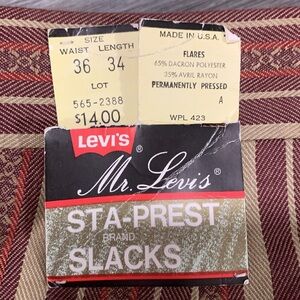 SIZE
WAIST LENGTH
36 34
LOT
565-2388
$14.00
MADE IN U.S.A.
FLARES
65% DACRON POLYESTER
35% AVRIL RAYON
PERMANENTLY PRESSED
A
WPL 423
LEVI'S®
Mr. Levi's®
STA-PREST
BRAND
SLACKS